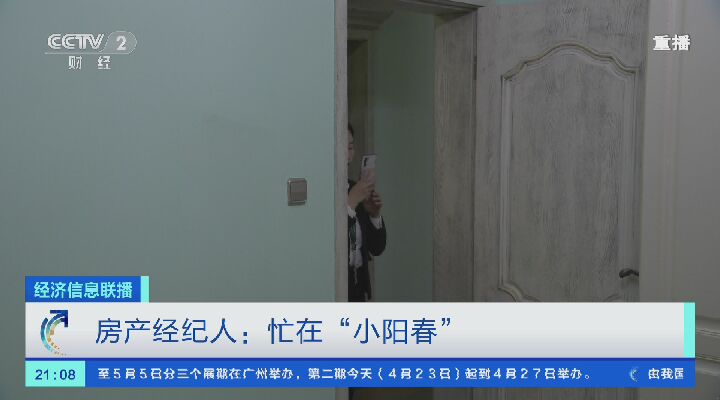 CCTV 2
财经
重播
经济信息联播
房产经纪人：忙在“小阳春”
21:08
至5月5日分三个展期在广州举办，第二期今天（4月23日）起到4月27日举办。
由我国